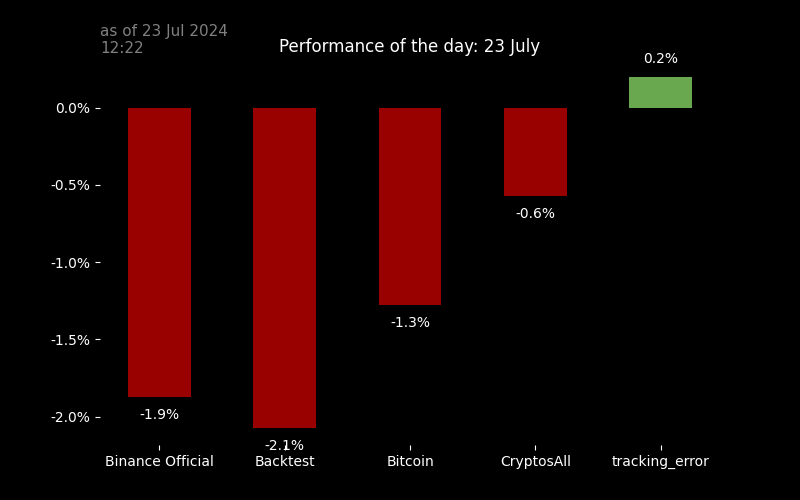 as of 23 Jul 2024
12:22
Performance of the day: 23 July
0.2%
0.0%
-0.5%
-0.6%
-1.0%
-1.3%
-1.5%
-1.9%
-2.0%
-2.1%
Binance Official
Backtest
Bitcoin
CryptosAll
tracking_error